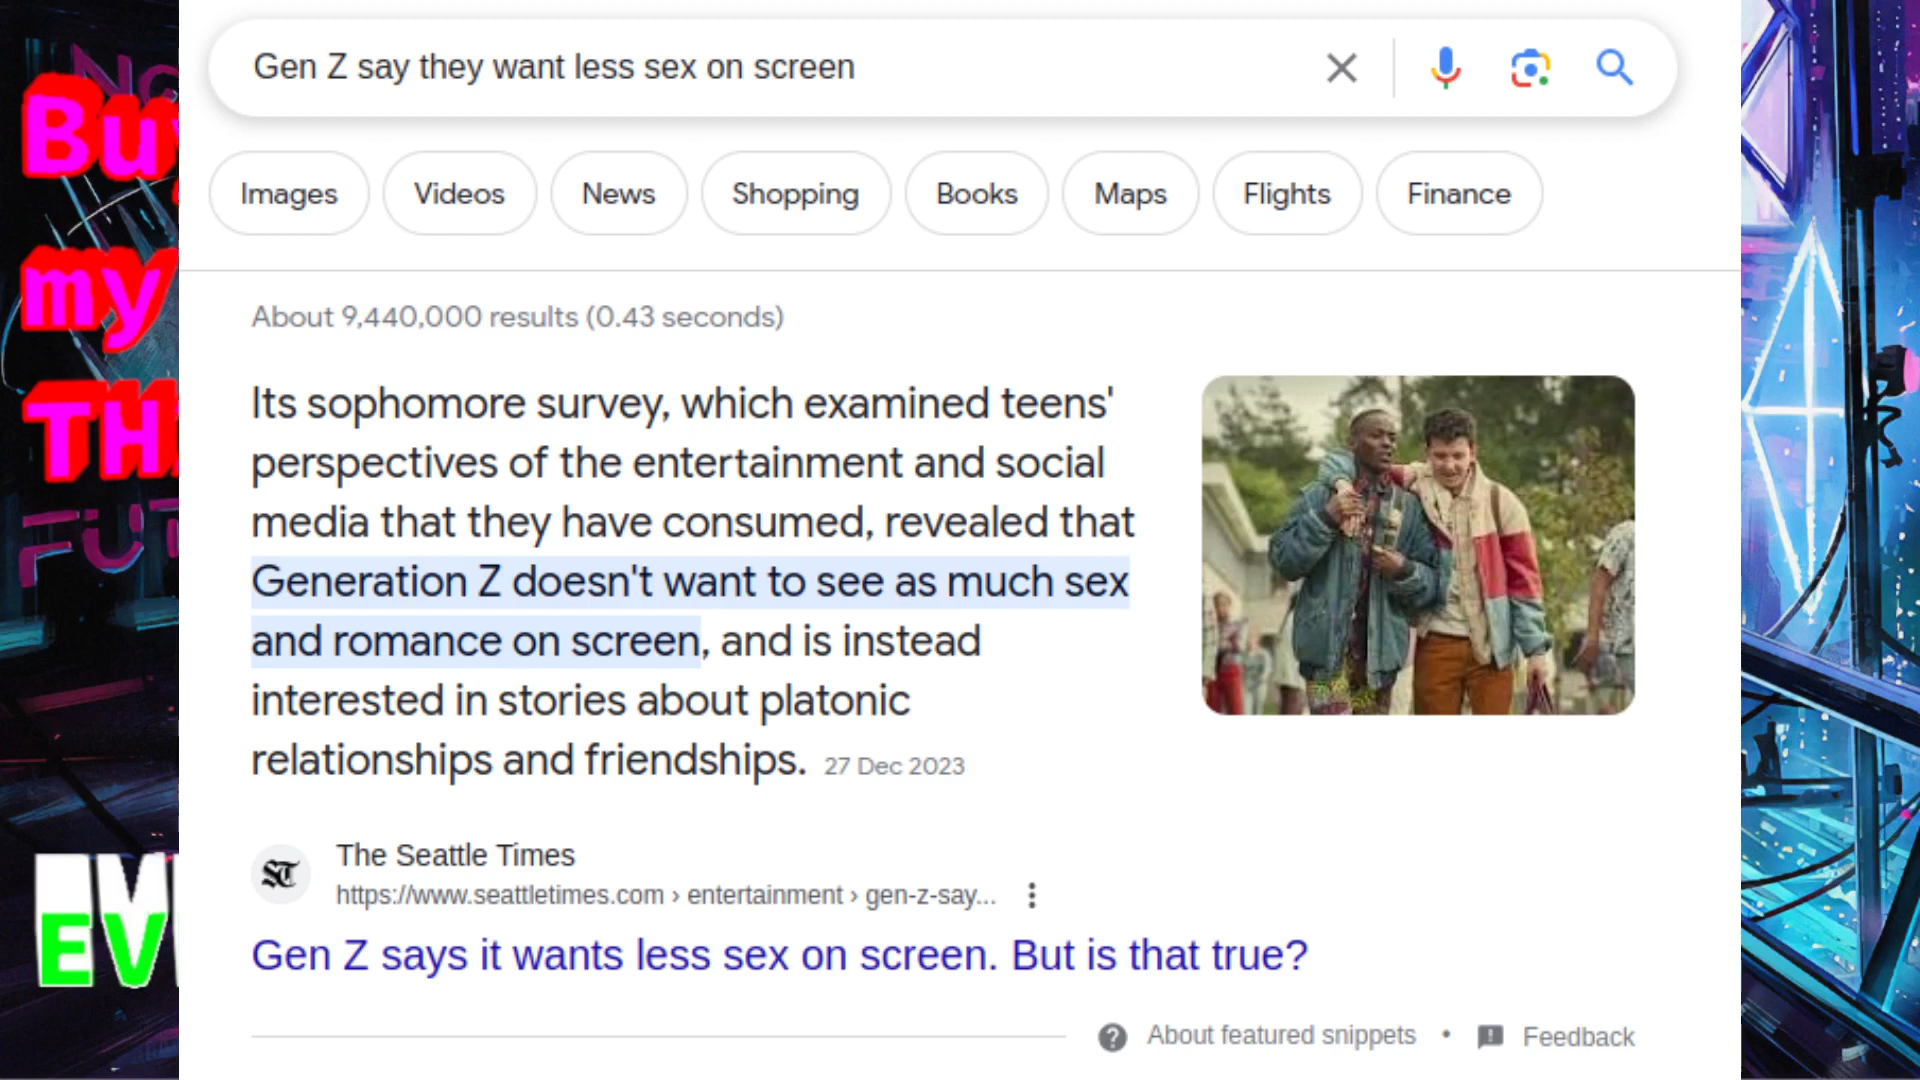 Gen Z say they want less sex on screen
Images Videos News Shopping Books Maps Flights Finance
About 9,440,000 results (0.43 seconds)
Its sophomore survey, which examined teens'
perspectives of the entertainment and social
media that they have consumed, revealed that
Generation Z doesn't want to see as much sex
and romance on screen, and is instead
interested in stories about platonic
relationships and friendships. 27 Dec 2023
The Seattle Times
https://www.seattletimes.com › entertainment › gen-z-say...
Gen Z says it wants less sex on screen. But is that true?
About featured snippets • Feedback
my